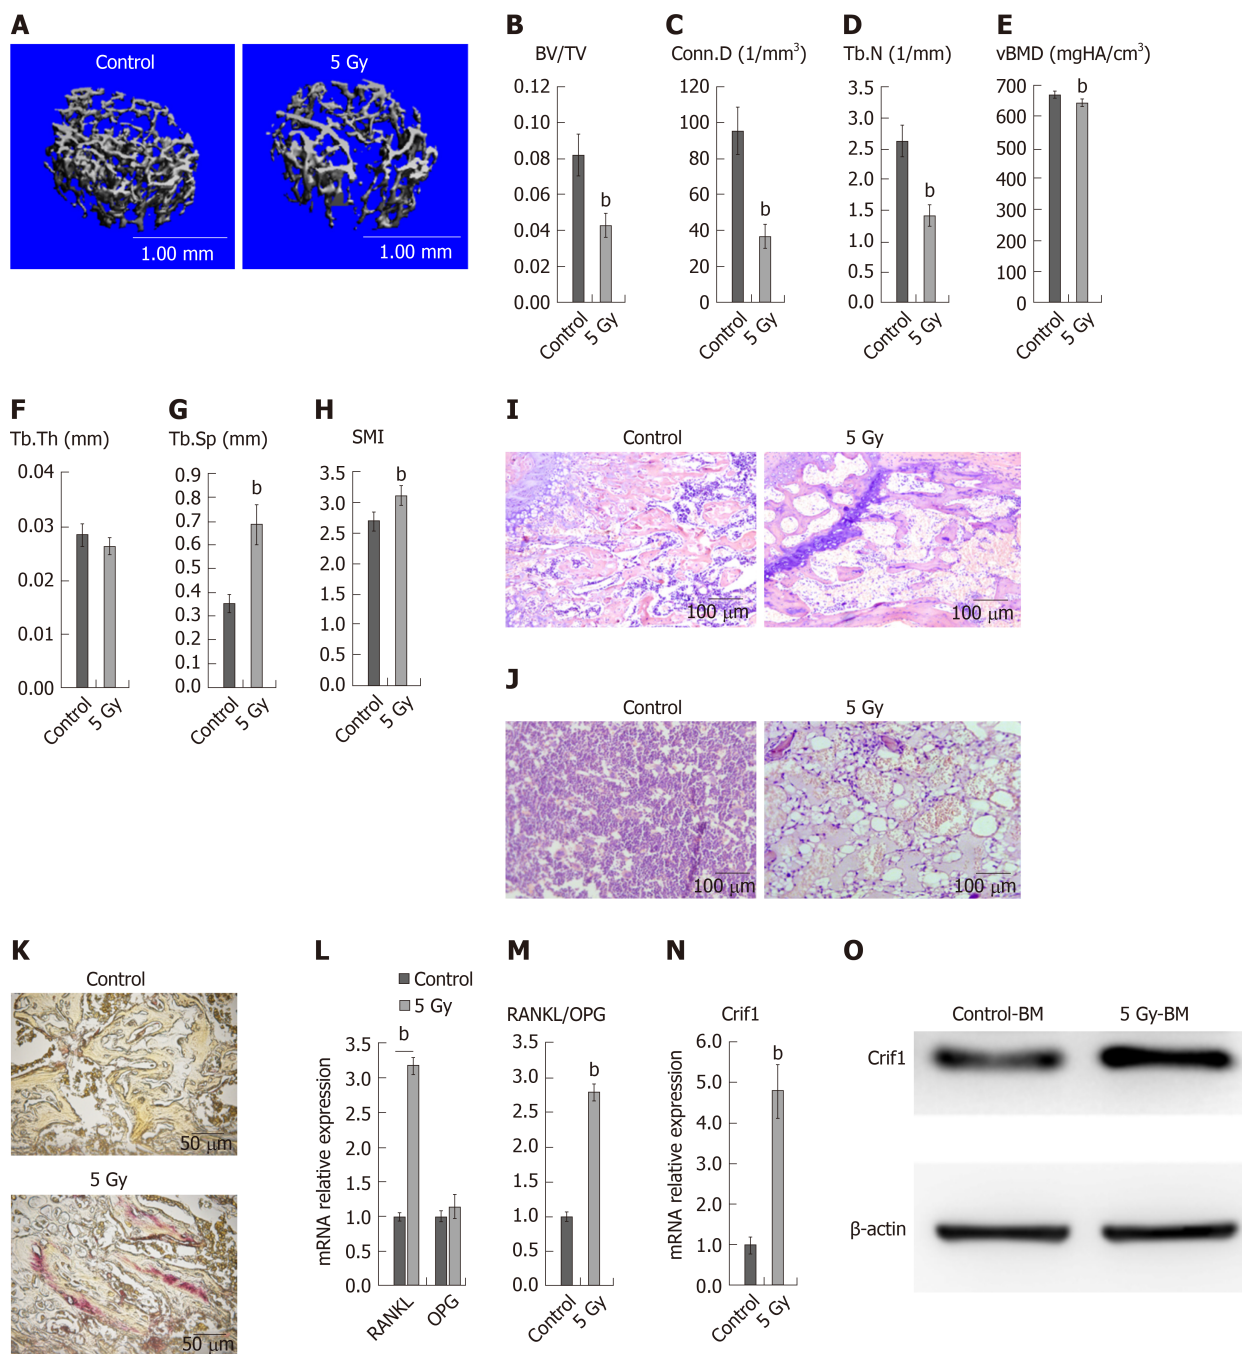 A
Control
5 Gy
1.00 mm
1.00 mm
B
BV/TV
0.12
0.10
0.08
0.06
0.04
0.02
0.00
b
Control
5 Gy
C
Conn.D (1/mm³)
120
100
80
60
40
20
0
b
Control
5 Gy
D
Tb.N (1/mm)
3.5
3.0
2.5
2.0
1.5
1.0
0.5
0.0
b
Control
5 Gy
E
vBMD (mgHA/cm³)
700
600
500
400
300
200
100
0
b
Control
5 Gy
F
Tb.Th (mm)
0.04
0.03
0.02
0.01
0.00
Control
5 Gy
G
Tb.Sp (mm)
0.9
0.8
0.7
0.6
0.5
0.4
0.3
0.2
0.1
0.0
b
Control
5 Gy
H
SMI
3.5
3.0
2.5
2.0
1.5
1.0
0.5
0.0
b
Control
5 Gy
I
Control
5 Gy
100 μm
100 μm
J
Control
5 Gy
100 μm
100 μm
K
Control
50 μm
5 Gy
50 μm
L
Control
5 Gy
mRNA relative expression
3.5
3.0
2.5
2.0
1.5
1.0
0.5
0.0
b
RANKL
OPG
M
RANKL/OPG
3.5
3.0
2.5
2.0
1.5
1.0
0.5
0.0
b
Control
5 Gy
N
Crif1
mRNA relative expression
6.0
5.0
4.0
3.0
2.0
1.0
0.0
b
Control
5 Gy
O
Control-BM
5 Gy-BM
Crif1
β-actin